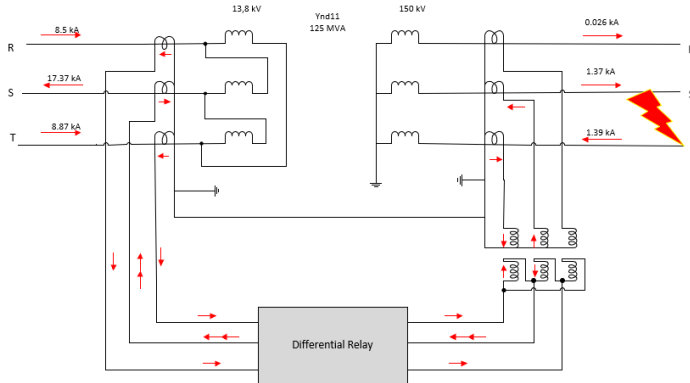 13,8 kV
Ynd11
125 MVA
150 kV
8.5 kA
0.026 kA
R
17.37 kA
1.37 kA
S
8.87 kA
1.39 kA
T
Differential Relay